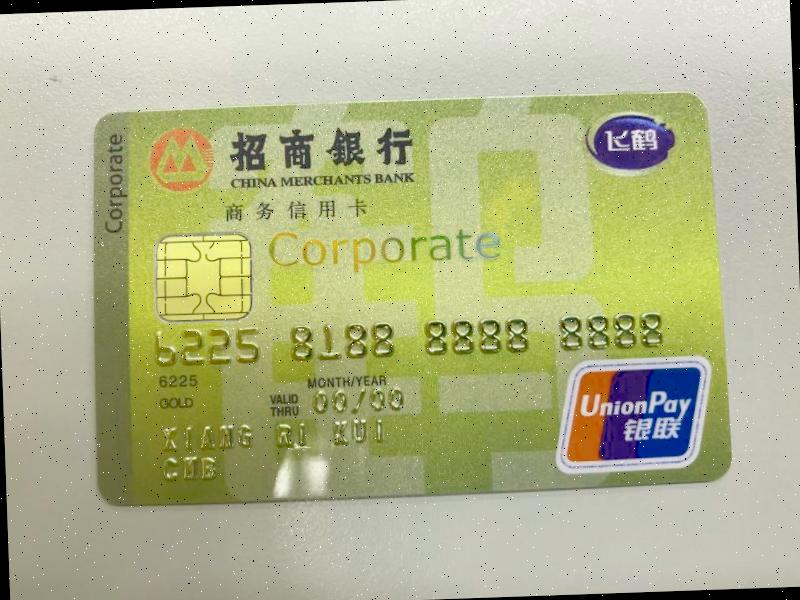 Corporate
招商银行
CHINA MERCHANTS BANK
飞鹤
商务信用卡
Corporate
6225 8188 8888 8888
6225
MONTH/YEAR
GOLD
VALID THRU 00/00
XIANG RI KUI
CMB
UnionPay
银联